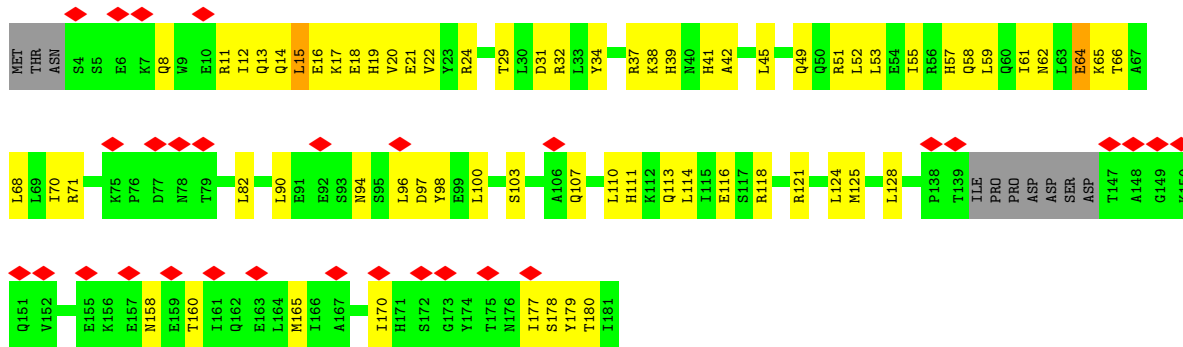 MET THR ASN S4 S5 E6 K7 Q8 W9 E10 R11 I12 Q13 Q14 L15 E16 K17 E18 H19 V20 E21 V22 Y23 R24 T29 L30 D31 R32 L33 Y34 R37 K38 H39 N40 H41 A42 L45 Q49 Q50 R51 L52 L53 E54 I55 R56 H57 Q58 L59 Q60 I61 N62 L63 E64 K65 T66 A67
L68 L69 I70 R71 K75 P76 D77 N78 T79 L82 L90 E91 E92 S93 N94 S95 L96 D97 Y98 E99 L100 S103 A106 Q107 L110 H111 K112 Q113 L114 I115 E116 S117 R118 R121 L124 M125 L128 P138 T139 ILE PRO PRO ASP ASP SER ASP T147 A148 G149
Q151 V152 E155 K156 E157 N158 E159 T160 I161 Q162 E163 L164 M165 I166 A167 I170 H171 S172 G173 Y174 T175 N176 I177 S178 Y179 T180 I181